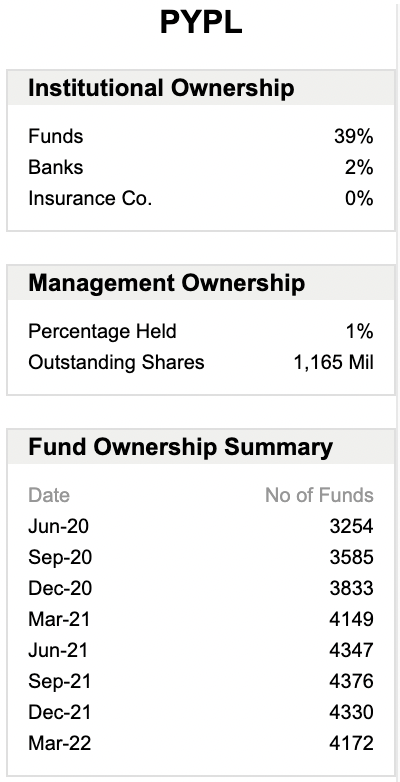 PYPL
Institutional Ownership
Funds 39%
Banks 2%
Insurance Co. 0%
Management Ownership
Percentage Held 1%
Outstanding Shares 1,165 Mil
Fund Ownership Summary
Date No of Funds
Jun-20 3254
Sep-20 3585
Dec-20 3833
Mar-21 4149
Jun-21 4347
Sep-21 4376
Dec-21 4330
Mar-22 4172